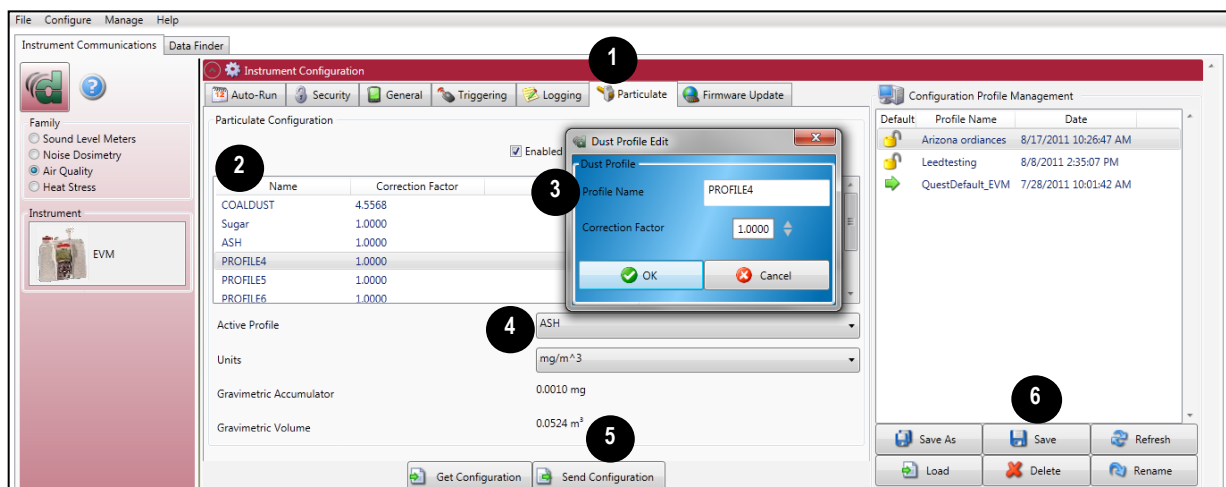 File Configure Manage Help
Instrument Communications Data Finder
1
Instrument Configuration
Auto-Run Security General Triggering Logging Particulate Firmware Update
Family
Sound Level Meters
Noise Dosimetry
Air Quality
Heat Stress
Instrument
EVM
Particulate Configuration
Enabled
2
Name Correction Factor
COALDUST 4.5568
Sugar 1.0000
ASH 1.0000
PROFILE4 1.0000
PROFILE5 1.0000
PROFILE6 1.0000
Dust Profile Edit
Dust Profile
3
Profile Name PROFILE4
Correction Factor 1.0000
OK Cancel
4
Active Profile ASH
Units mg/m^3
Gravimetric Accumulator 0.0010 mg
Gravimetric Volume 0.0524 m³
5
Get Configuration Send Configuration
Configuration Profile Management
Default Profile Name Date
Arizona ordiances 8/17/2011 10:26:47 AM
Leedtesting 8/8/2011 2:35:07 PM
QuestDefault_EVM 7/28/2011 10:01:42 AM
6
Save As Save Refresh
Load Delete Rename